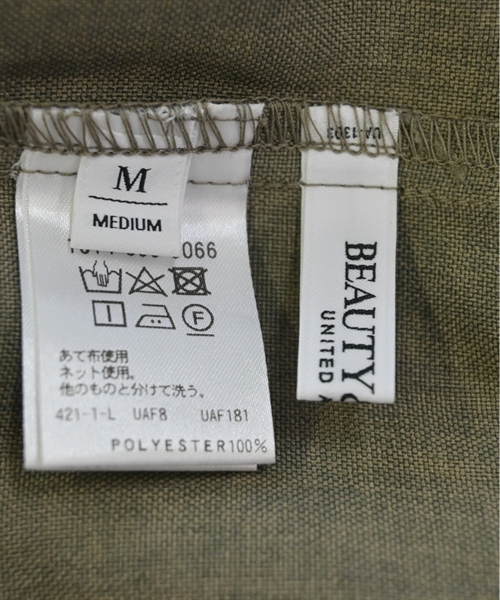 M
MEDIUM
066
F
あて布使用
ネット使用。
他のものと分けて洗う。
421-1-L UAF8 UAF181
POLYESTER100%
BEAUTY
UNITED